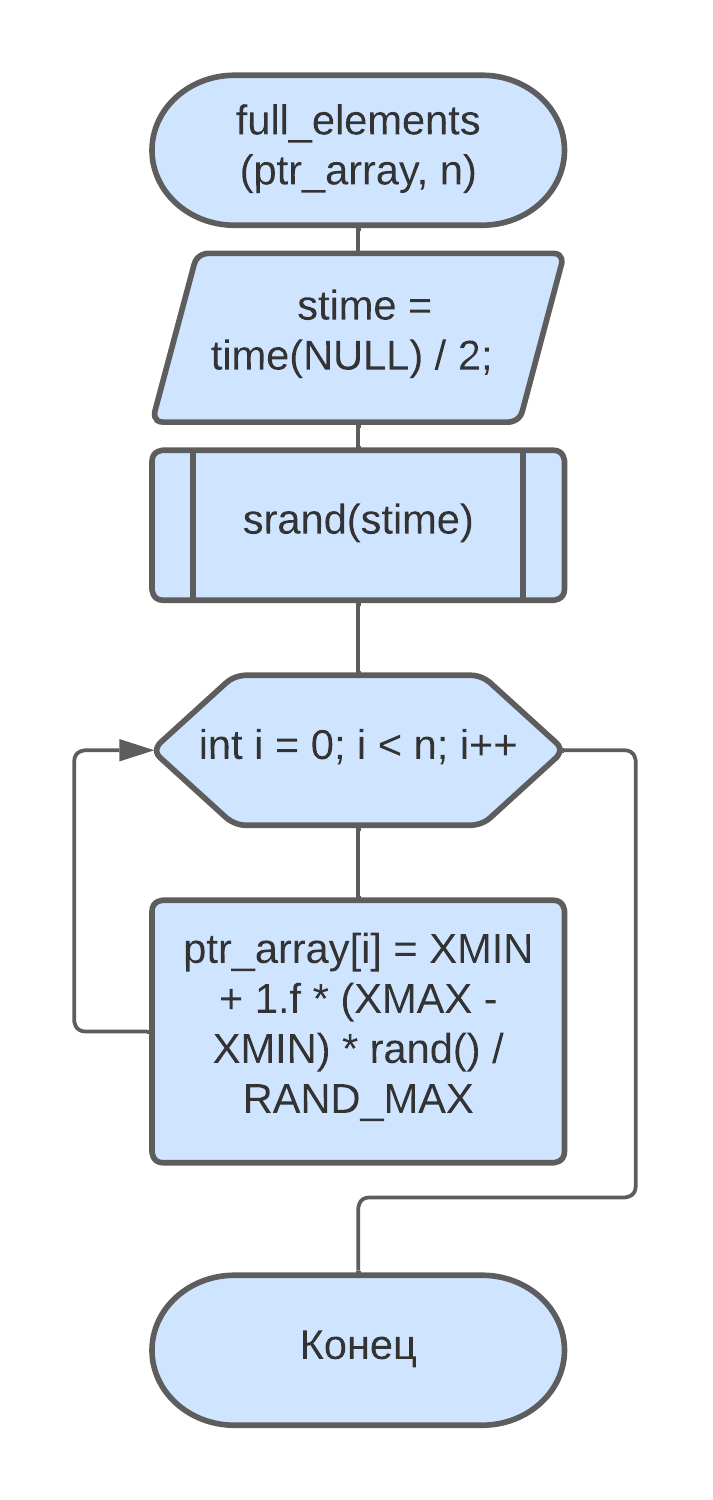 full_elements
(ptr_array, n)
stime =
time(NULL) / 2;
srand(stime)
int i = 0; i < n; i++
ptr_array[i] = XMIN
+ 1.f * (XMAX -
XMIN) * rand() /
RAND_MAX
Конец